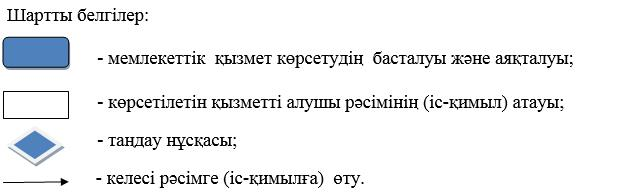 Шартты белгілер:
- мемлекеттік қызмет көрсетудің басталуы және аяқталуы;
- көрсетілетін қызметті алушы рәсімінің (іс-қимыл) атауы;
- таңдау нұсқасы;
- келесі рәсімге (іс-қимылға) өту.